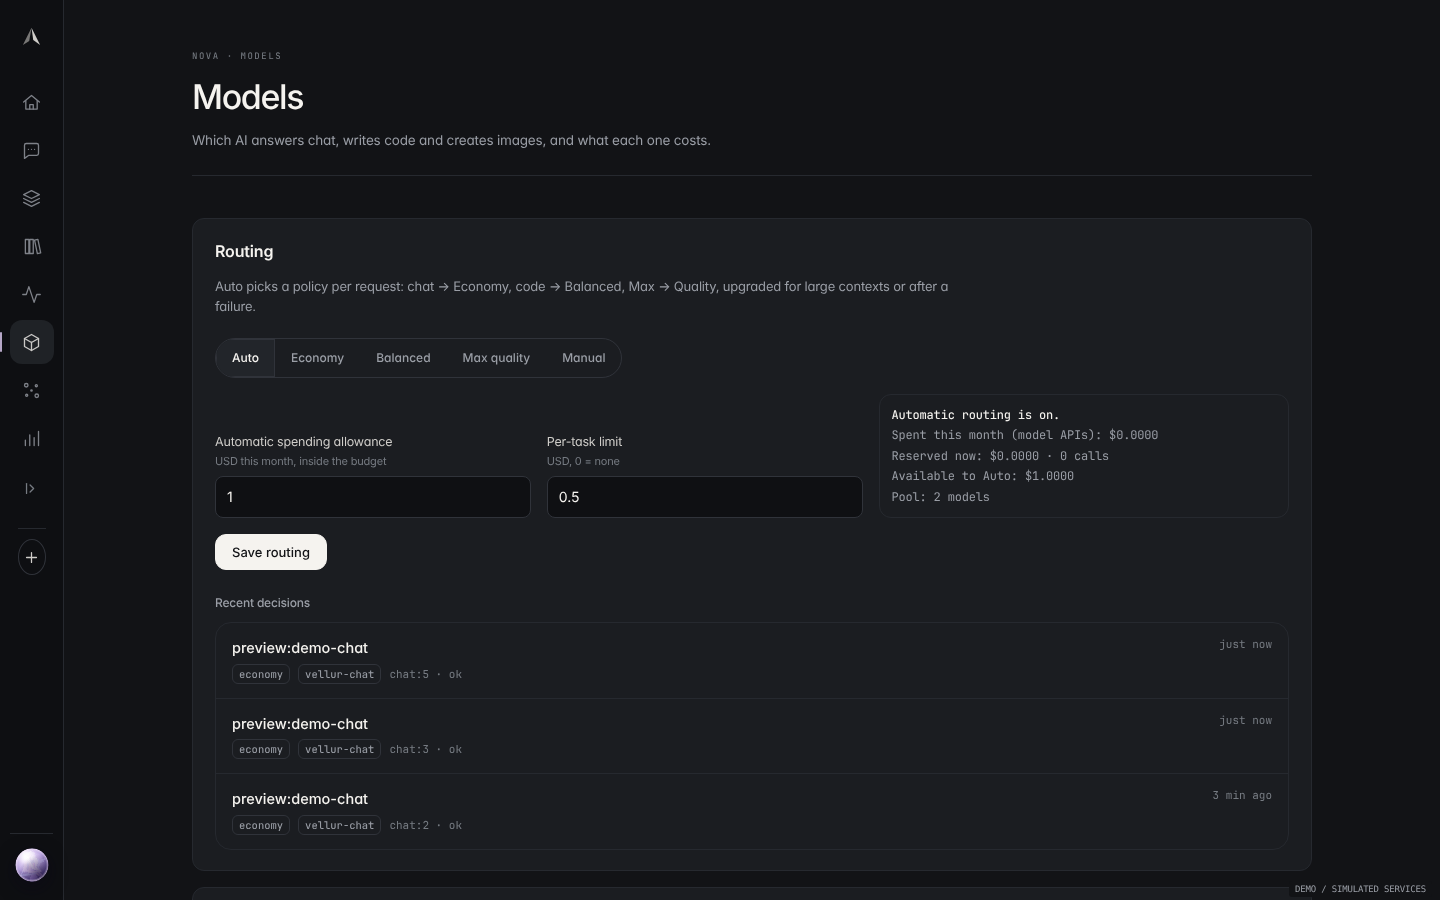 NOVA · MODELS
Models
Which AI answers chat, writes code and creates images, and what each one costs.
Routing
Auto picks a policy per request: chat → Economy, code → Balanced, Max → Quality, upgraded for large contexts or after a
failure.
Auto Economy Balanced Max quality Manual
Automatic spending allowance
USD this month, inside the budget
1
Per-task limit
USD, 0 = none
0.5
Automatic routing is on.
Spent this month (model APIs): $0.0000
Reserved now: $0.0000 · 0 calls
Available to Auto: $1.0000
Pool: 2 models
Save routing
Recent decisions
preview:demo-chat
just now
economy vellur-chat chat:5 · ok
preview:demo-chat
just now
economy vellur-chat chat:3 · ok
preview:demo-chat
3 min ago
economy vellur-chat chat:2 · ok
DEMO / SIMULATED SERVICES